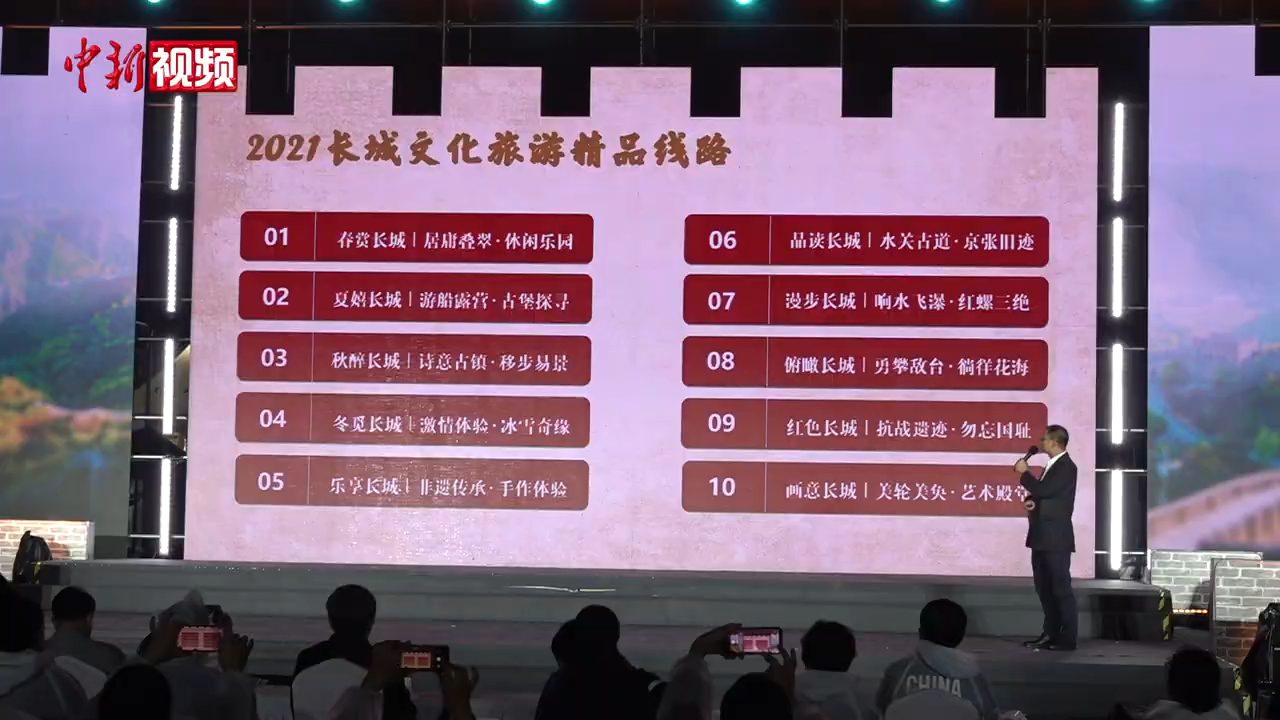 中新视频
2021长城文化旅游精品线路
01 春赏长城 | 居庸叠翠·休闲乐园
02 夏嬉长城 | 游船露营·古堡探寻
03 秋醉长城 | 诗意古镇·移步易景
04 冬觅长城 | 激情体验·冰雪奇缘
05 乐享长城 | 非遗传承·手作体验
06 品读长城 | 水关古道·京张旧迹
07 漫步长城 | 响水飞瀑·红螺三绝
08 俯瞰长城 | 勇攀敌台·徜徉花海
09 红色长城 | 抗战遗迹·勿忘国耻
10 画意长城 | 美轮美奂·艺术殿堂
CHINA